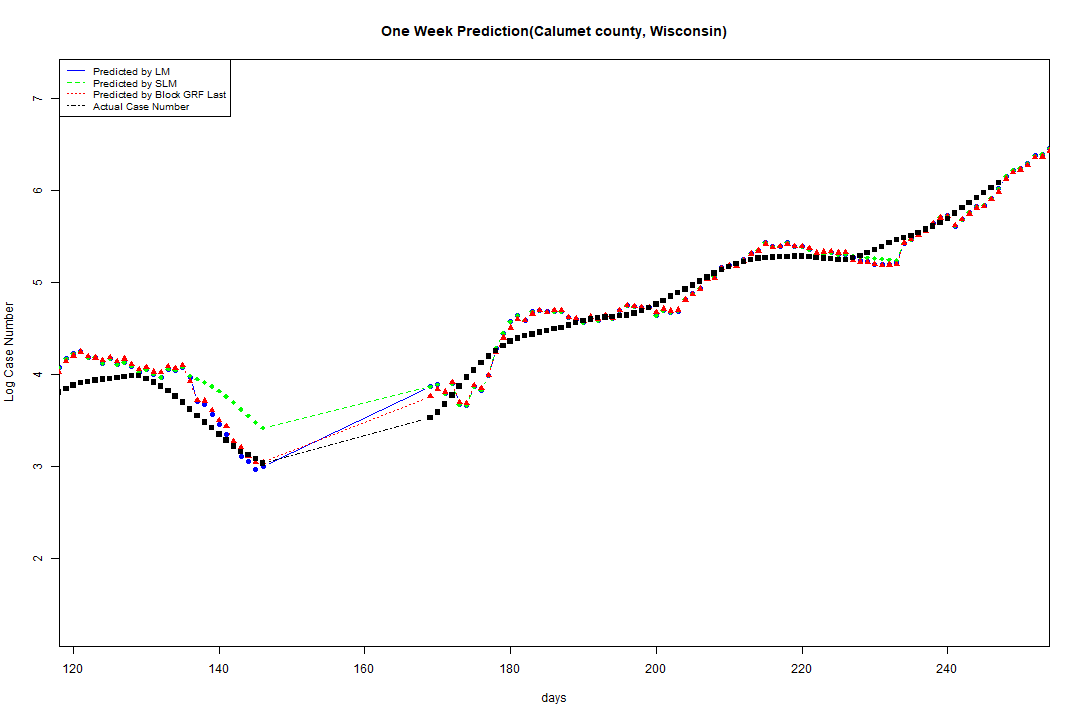 One Week Prediction(Calumet county, Wisconsin)
Predicted by LM
Predicted by SLM
Predicted by Block GRF Last
Actual Case Number
7
6
5
4
3
2
Log Case Number
120 140 160 180 200 220 240
days